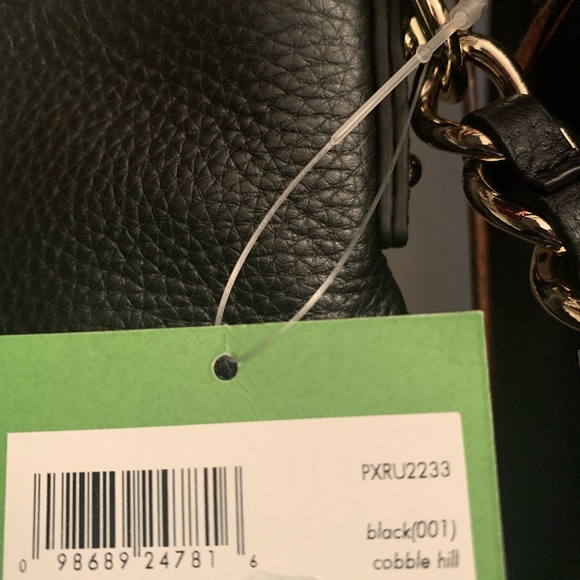 PXRU2233
black(001)
cobble hill
0 98689 24781 6